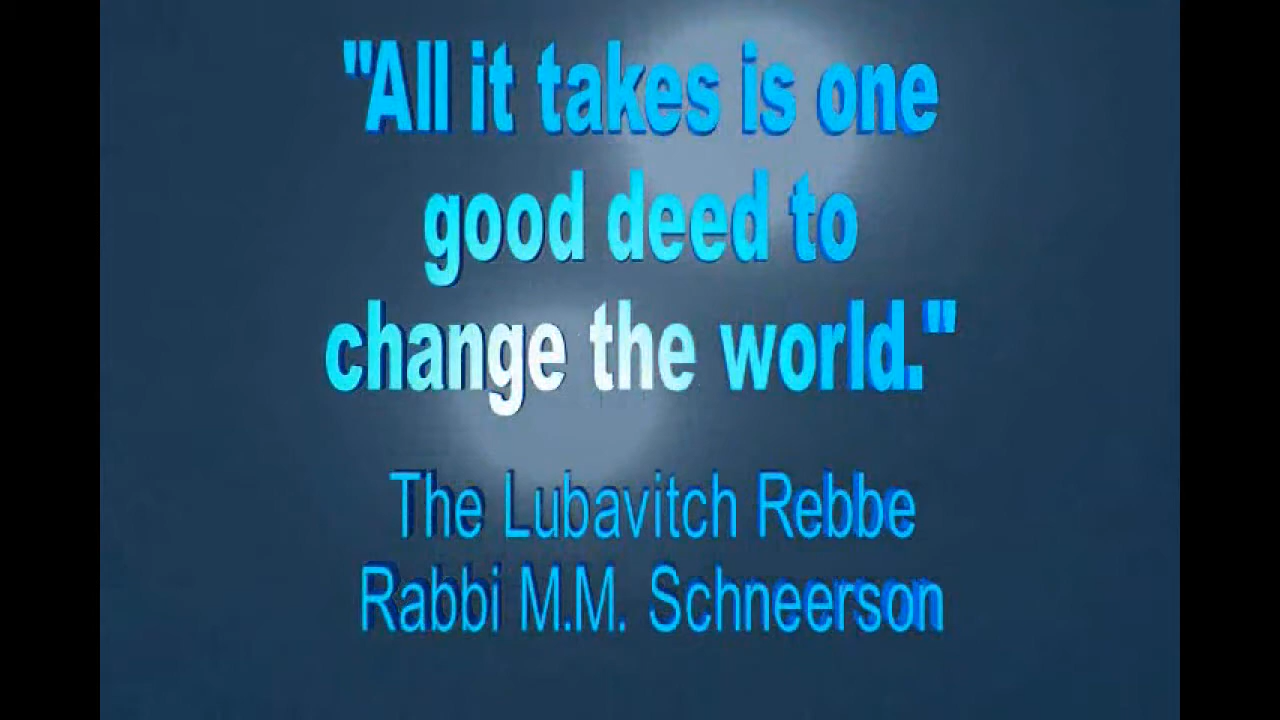 "All it takes is one
good deed to
change the world."
The Lubavitch Rebbe
Rabbi M.M. Schneerson